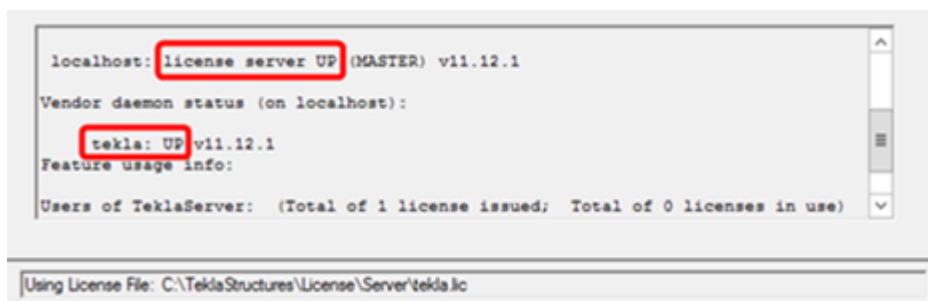 localhost: license server UP (MASTER) v11.12.1
Vendor daemon status (on localhost):
tekla: UP v11.12.1
Feature usage info:
Users of TeklaServer: (Total of 1 license issued; Total of 0 licenses in use)
Using License File: C:\TeklaStructures\License\Server\tekla.lic